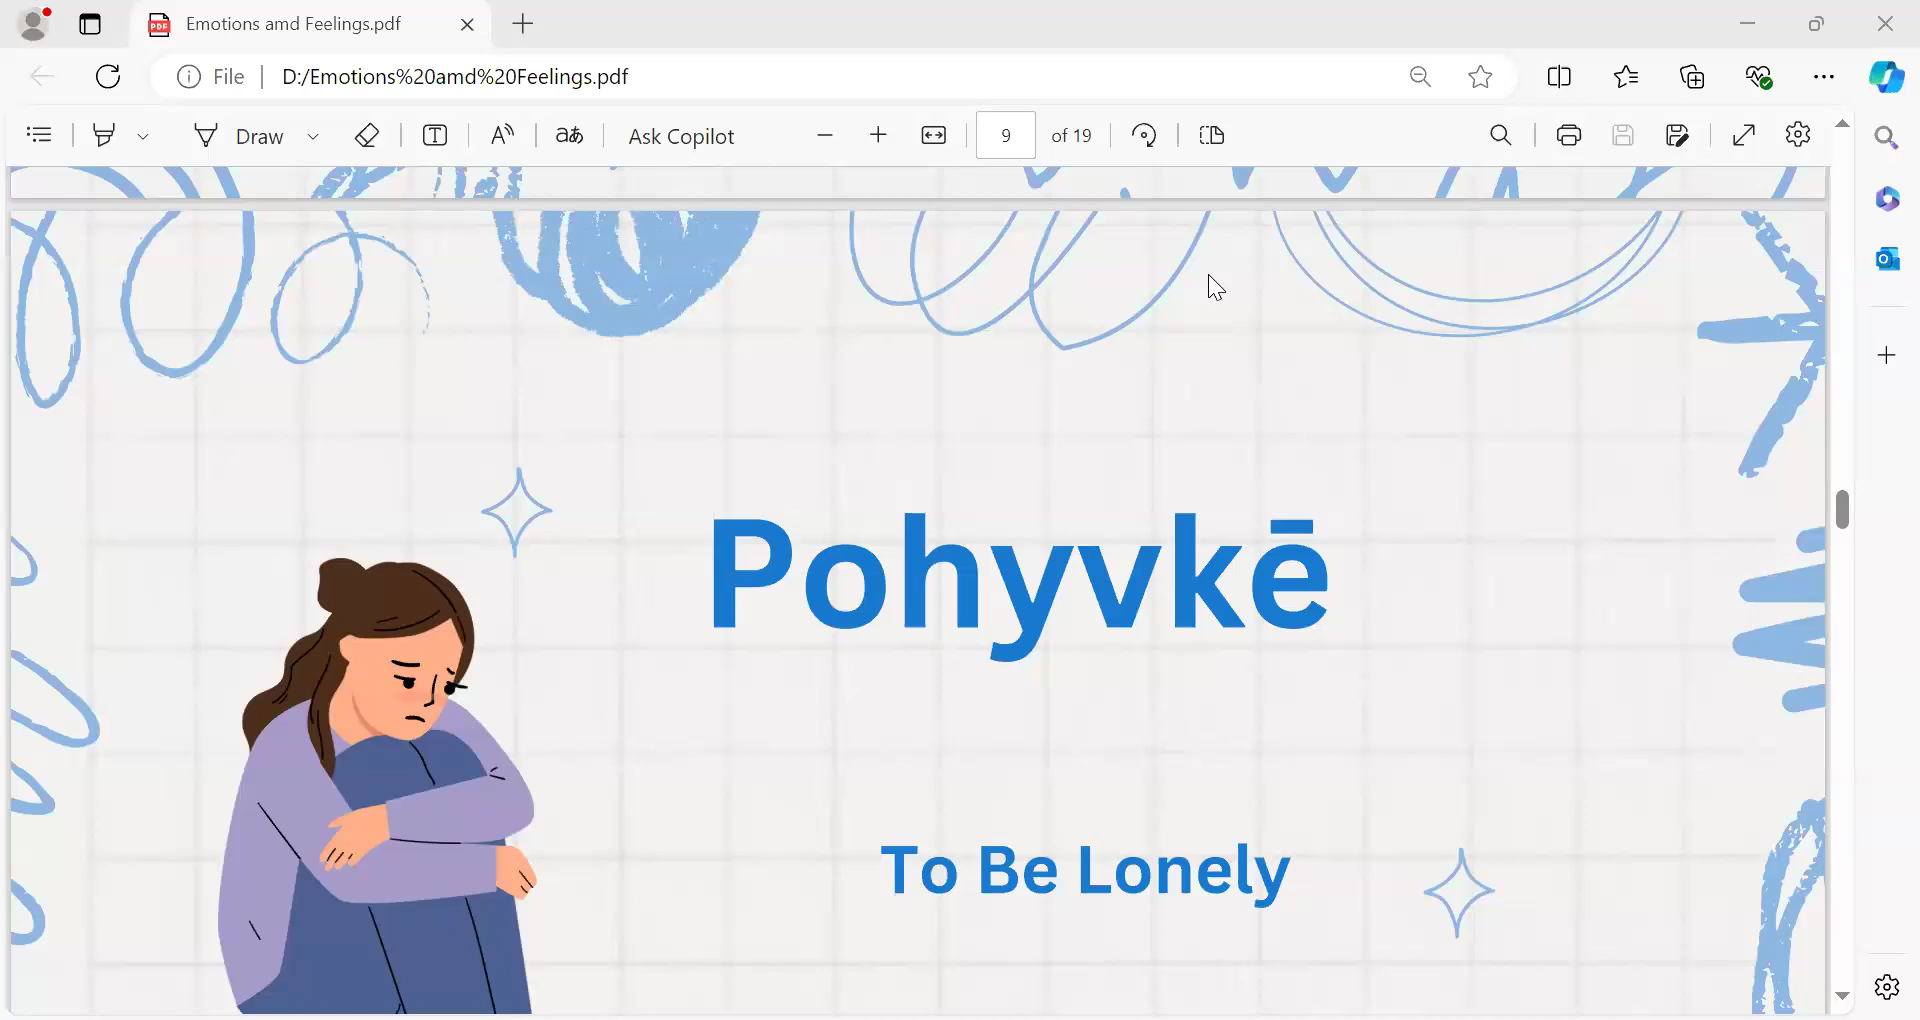 Emotions amd Feelings.pdf
File
D:/Emotions%20amd%20Feelings.pdf
Draw
Ask Copilot
9 of 19
Pohyvkē
To Be Lonely